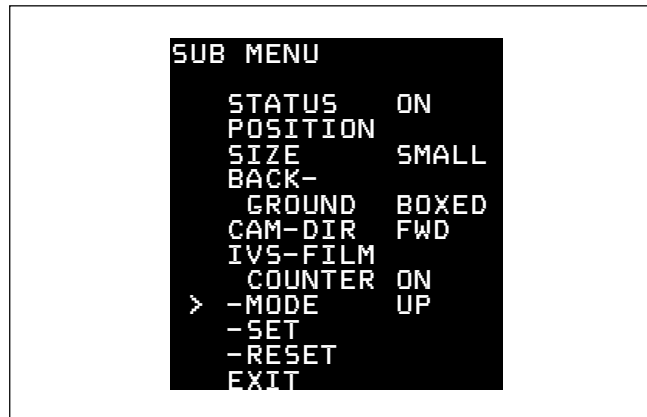 SUB MENU
STATUS ON
POSITION
SIZE SMALL
BACK-
GROUND BOXED
CAM-DIR FWD
IVS-FILM
COUNTER ON
> -MODE UP
-SET
-RESET
EXIT